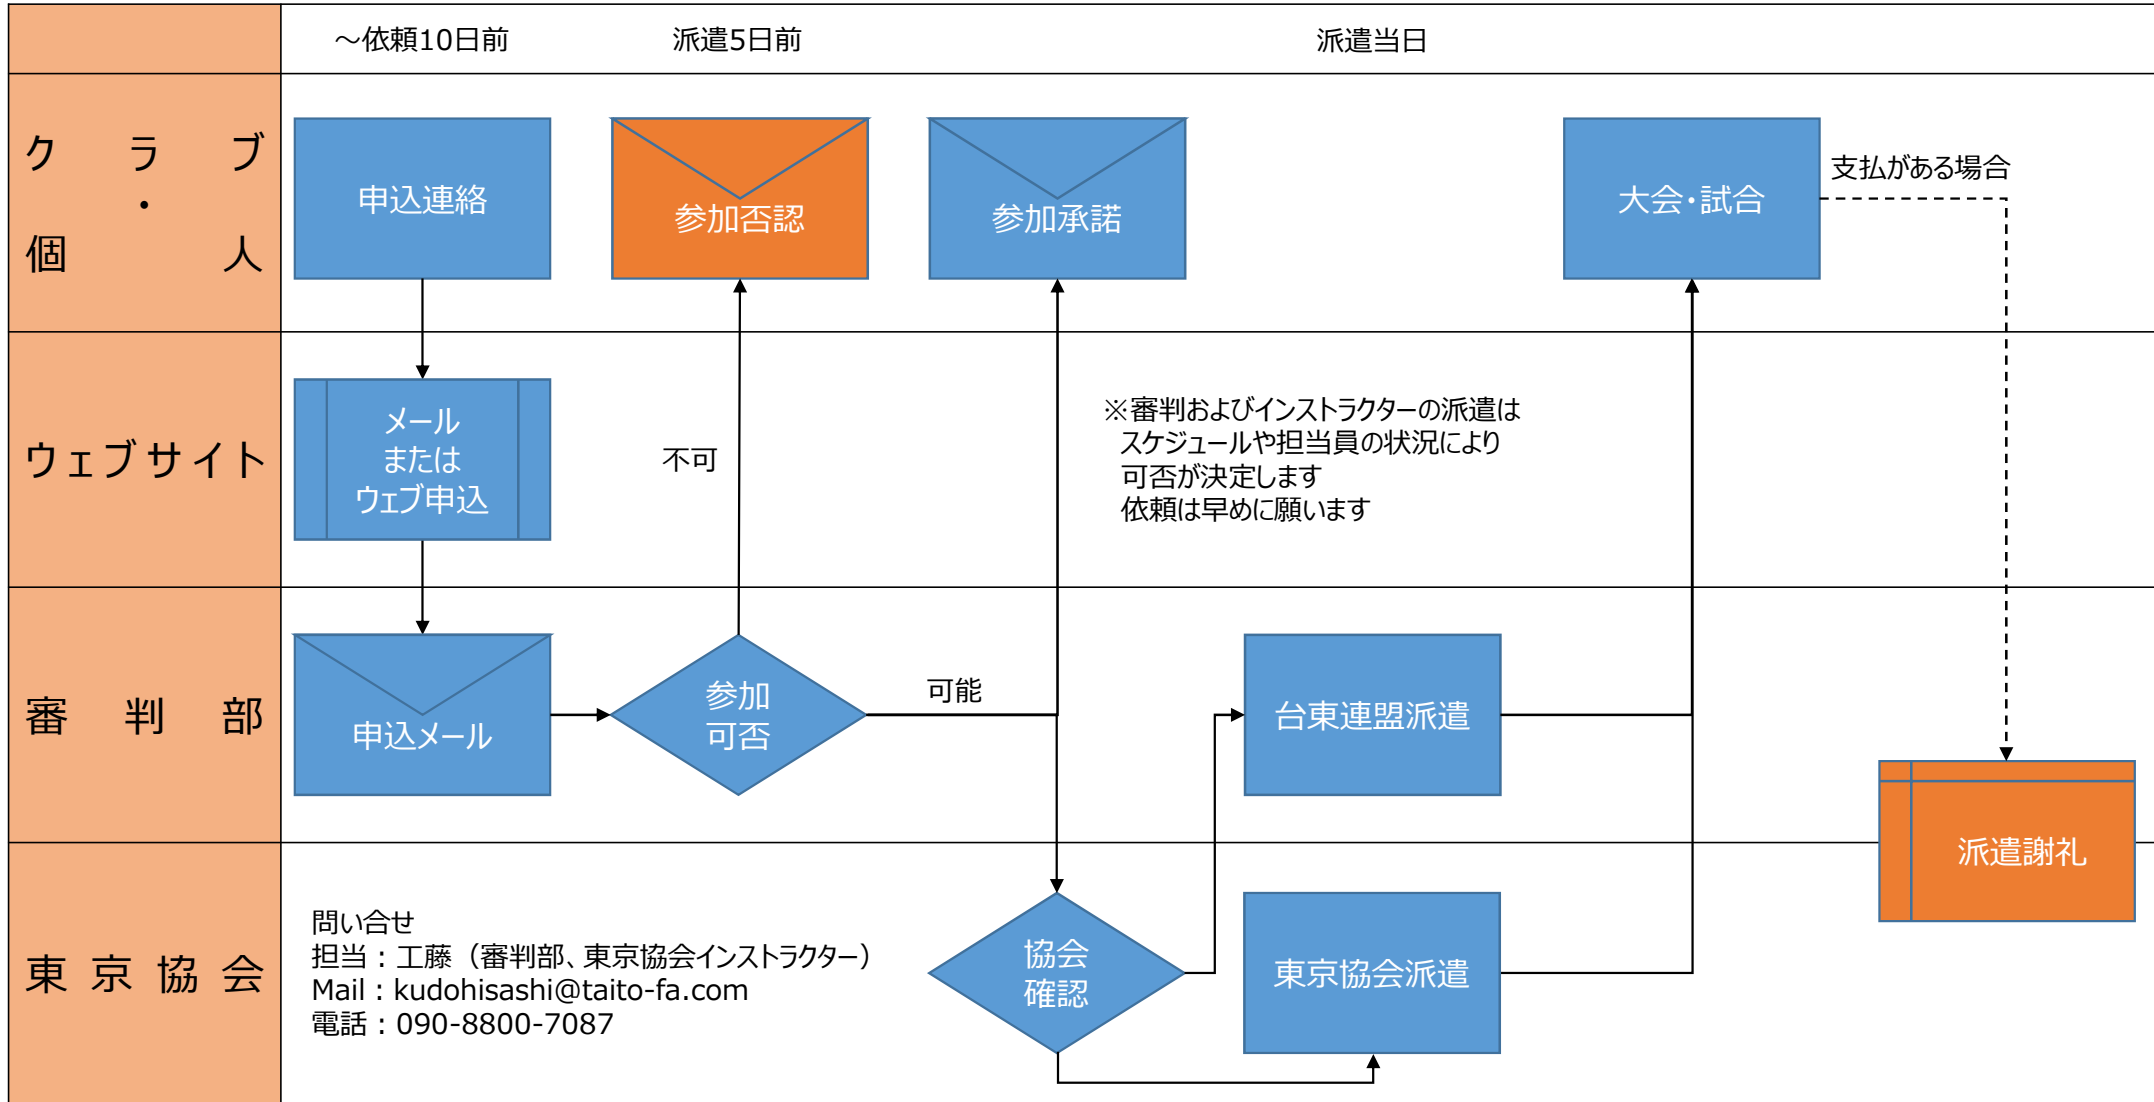 ～依頼10日前
派遣5日前
派遣当日
クラブ
・
個人
申込連絡
参加否認
参加承諾
大会・試合
支払がある場合
ウェブサイト
メール
または
ウェブ申込
不可
※審判およびインストラクターの派遣は
スケジュールや担当員の状況により
可否が決定します
依頼は早めに願います
審判部
申込メール
参加
可否
可能
台東連盟派遣
派遣謝礼
東京協会
問い合せ
担当：工藤（審判部、東京協会インストラクター）
Mail：kudohisashi@taito-fa.com
電話：090-8800-7087
協会
確認
東京協会派遣